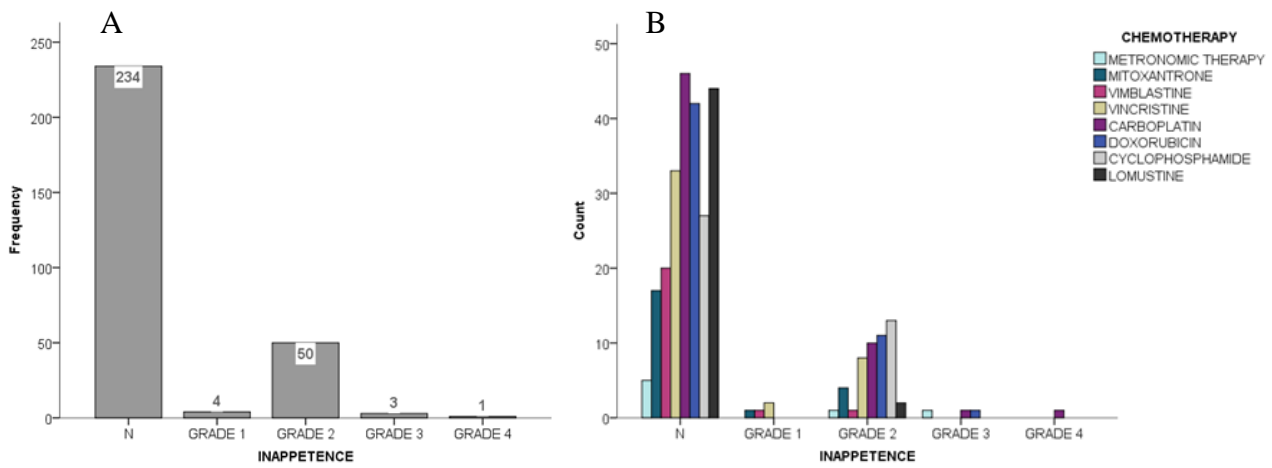 A
250
200
150
100
50
0
Frequency
234
4
50
3
1
N GRADE 1 GRADE 2 GRADE 3 GRADE 4
INAPPETENCE
B
50
40
30
20
10
0
Count
N GRADE 1 GRADE 2 GRADE 3 GRADE 4
INAPPETENCE
CHEMOTHERAPY
METRONOMIC THERAPY
MITOXANTRONE
VIMBLASTINE
VINCRISTINE
CARBOPLATIN
DOXORUBICIN
CYCLOPHOSPHAMIDE
LOMUSTINE